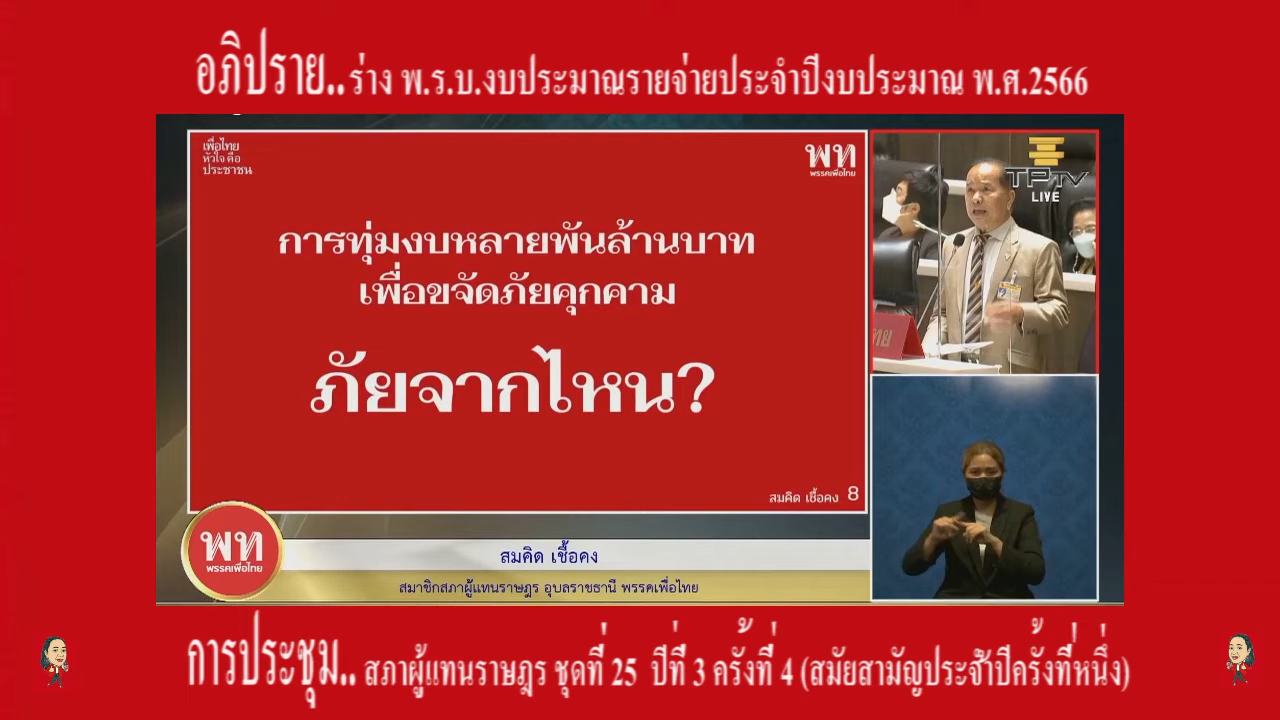 อภิปราย.. ร่าง พ.ร.บ.งบประมาณรายจ่ายประจำปีงบประมาณ พ.ศ.2566
เพื่อไทย
หัวใจ คือ
ประชาชน
พท
พรรคเพื่อไทย
การทุ่มงบหลายพันล้านบาท
เพื่อขจัดภัยคุกคาม
ภัยจากไหน?
สมคิด เชื้อคง 8
TPTV
LIVE
ไทย
พท
พรรคเพื่อไทย
สมคิด เชื้อคง
สมาชิกสภาผู้แทนราษฎร อุบลราชธานี พรรคเพื่อไทย
การประชุม.. สภาผู้แทนราษฎร ชุดที่ 25 ปีที่ 3 ครั้งที่ 4 (สมัยสามัญประจำปีครั้งที่หนึ่ง)